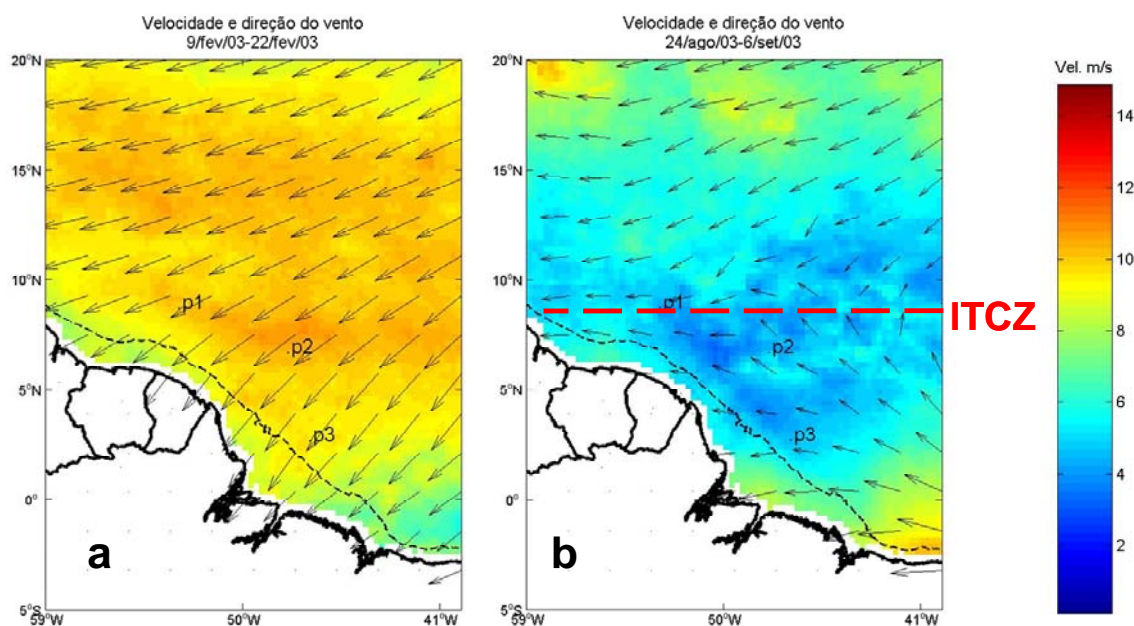 Velocidade e direção do vento
9/fev/03-22/fev/03
20°N
15°N
10°N
5°N
0°
5°S
59°W
50°W
41°W
p1
p2
p3
a
Velocidade e direção do vento
24/ago/03-6/set/03
20°N
15°N
10°N
5°N
0°
5°S
59°W
50°W
41°W
p1
p2
p3
ITCZ
b
Vel. m/s
14
12
10
8
6
4
2